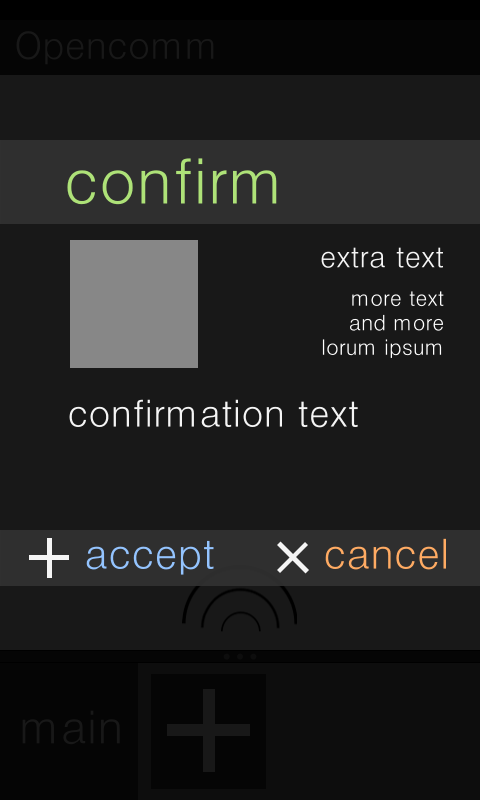 Opencomm
confirm
extra text
more text
and more
lorum ipsum
confirmation text
accept
cancel
main